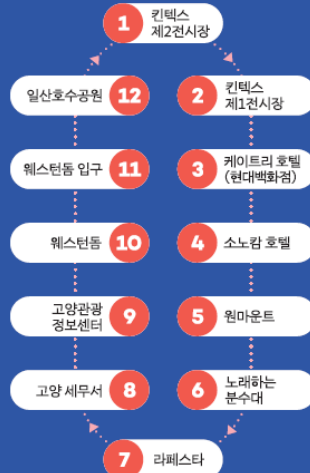 1 킨텍스
제2전시장
일산호수공원 12
2 킨텍스
제1전시장
웨스턴돔 입구 11
3 케이트리 호텔
(현대백화점)
웨스턴돔 10
4 소노캄 호텔
고양관광
정보센터 9
5 원마운트
고양 세무서 8
6 노래하는
분수대
7 라페스타